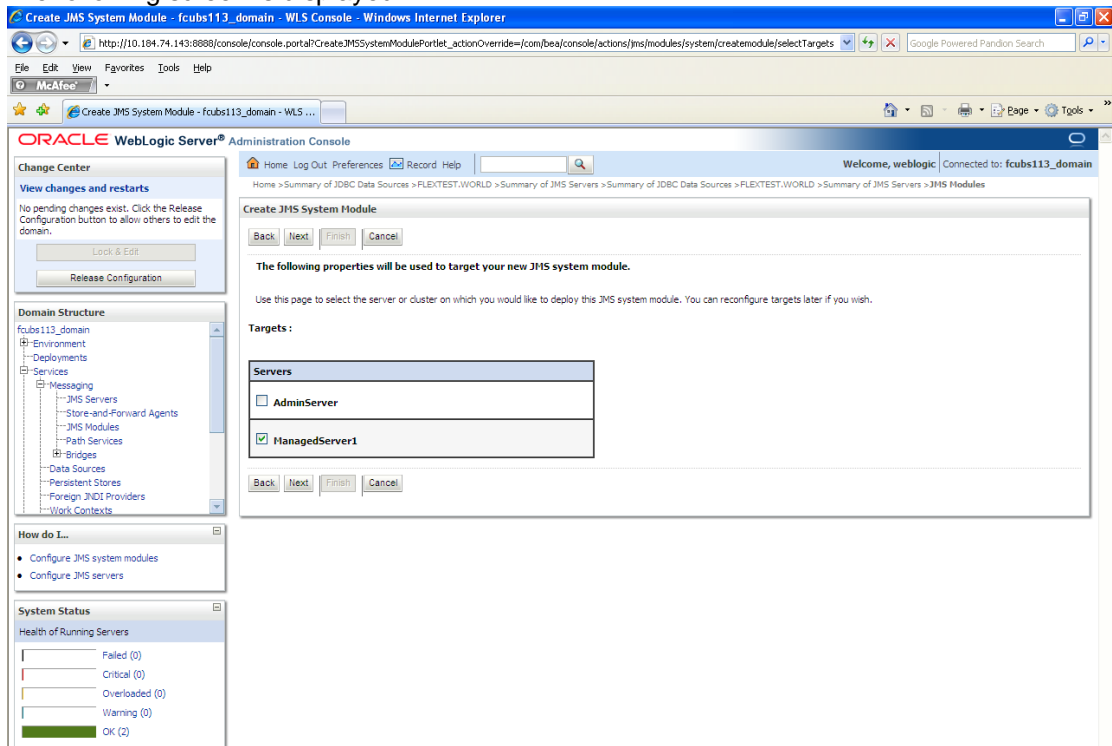 Create JMS System Module - fcubs113_domain - WLS Console - Windows Internet Explorer
http://10.184.74.143:8888/console/console.portal?CreateJMSSystemModulePortlet_actionOverride=/com/bea/console/actions/jms/modules/system/createmodule/selectTargets
Google Powered Pandion Search
File Edit View Favorites Tools Help
McAfee
Create JMS System Module - fcubs113_domain - WLS ...
Page Tools
ORACLE WebLogic Server® Administration Console
Change Center
View changes and restarts
No pending changes exist. Click the Release
Configuration button to allow others to edit the
domain.
Lock & Edit
Release Configuration
Domain Structure
fcubs113_domain
Environment
Deployments
Services
Messaging
JMS Servers
Store-and-Forward Agents
JMS Modules
Path Services
Bridges
Data Sources
Persistent Stores
Foreign JNDI Providers
Work Contexts
How do I...
Configure JMS system modules
Configure JMS servers
System Status
Health of Running Servers
Failed (0)
Critical (0)
Overloaded (0)
Warning (0)
OK (2)
Home Log Out Preferences Record Help
Welcome, weblogic Connected to: fcubs113_domain
Home >Summary of JDBC Data Sources >FLEXTEST.WORLD >Summary of JMS Servers >Summary of JDBC Data Sources >FLEXTEST.WORLD >Summary of JMS Servers >JMS Modules
Create JMS System Module
Back Next Finish Cancel
The following properties will be used to target your new JMS system module.
Use this page to select the server or cluster on which you would like to deploy this JMS system module. You can reconfigure targets later if you wish.
Targets :
Servers
AdminServer
ManagedServer1
Back Next Finish Cancel